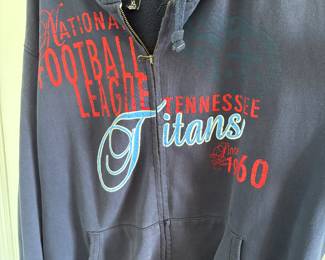 National
FOOTBALL
LEAGUE TENNESSEE
Titans
Since
1960